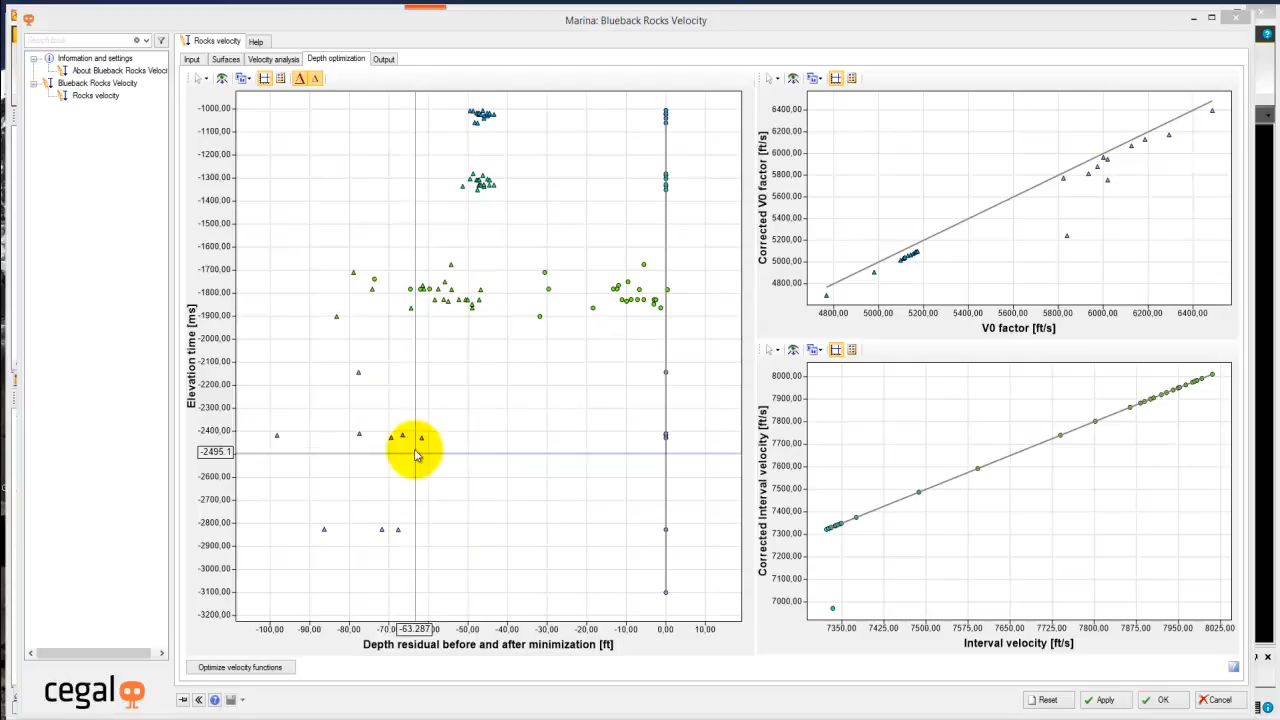 Marina: Blueback Rocks Velocity
Search tools
Information and settings
About Blueback Rocks Veloc
Blueback Rocks Velocity
Rocks velocity
Rocks velocity
Help
Input
Surfaces
Velocity analysis
Depth optimization
Output
-1000,00
-1100,00
-1200,00
-1300,00
-1400,00
-1500,00
-1600,00
-1700,00
-1800,00
-1900,00
-2000,00
-2100,00
-2200,00
-2300,00
-2400,00
-2495.1
-2600,00
-2700,00
-2800,00
-2900,00
-3000,00
-3100,00
-3200,00
Elevation time [ms]
-100,00
-90,00
-80,00
-70,0
-63.287
-50,00
-40,00
-30,00
-20,00
-10,00
0,00
10,00
Depth residual before and after minimization [ft]
Optimize velocity functions
6400,00
6200,00
6000,00
5800,00
5600,00
5400,00
5200,00
5000,00
4800,00
Corrected V0 factor [ft/s]
4800,00
5000,00
5200,00
5400,00
5600,00
5800,00
6000,00
6200,00
6400,00
V0 factor [ft/s]
8000,00
7900,00
7800,00
7700,00
7600,00
7500,00
7400,00
7300,00
7200,00
7100,00
7000,00
Corrected Interval velocity [ft/s]
7350,00
7425,00
7500,00
7575,00
7650,00
7725,00
7800,00
7875,00
7950,00
8025,00
Interval velocity [ft/s]
cegal
Reset
Apply
OK
Cancel